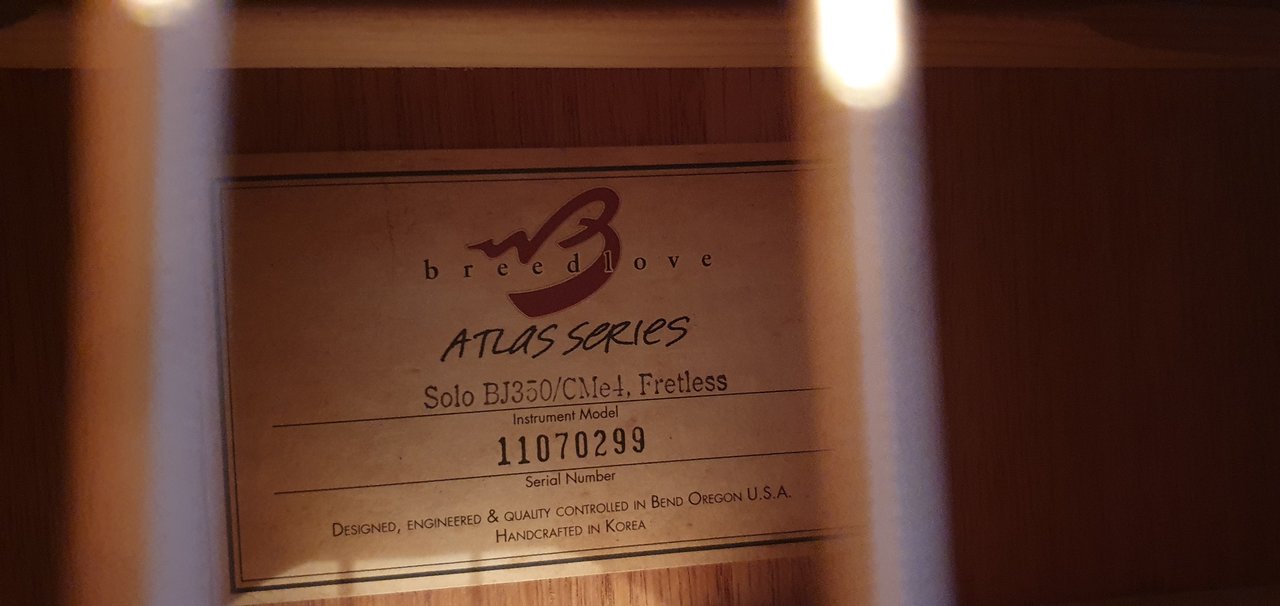 breedlove
ATLAS SERIES
Solo BJ350/CMe4, Fretless
Instrument Model
11070299
Serial Number
DESIGNED, ENGINEERED & QUALITY CONTROLLED IN BEND OREGON U.S.A.
HANDCRAFTED IN KOREA